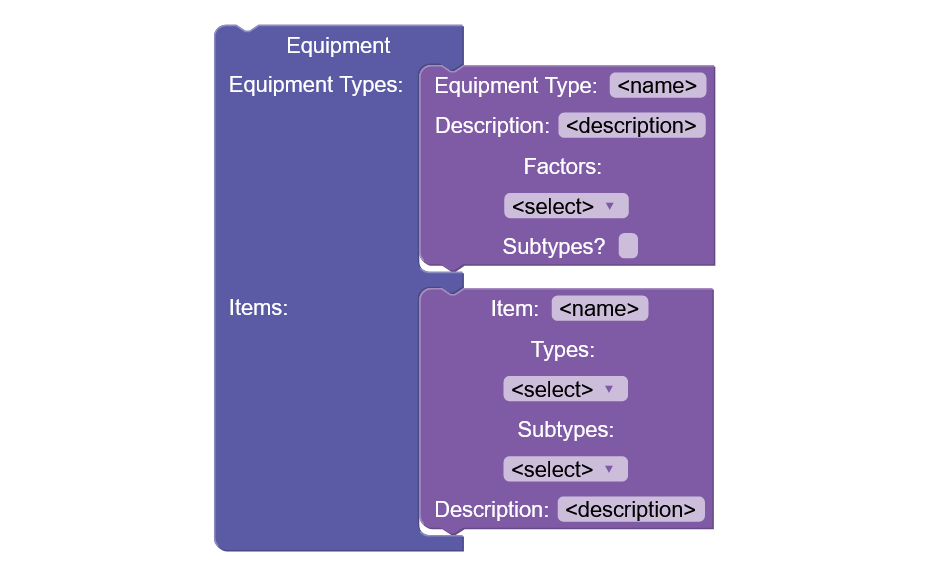 Equipment
Equipment Types:
Equipment Type: <name>
Description: <description>
Factors:
<select>
Subtypes?
Items:
Item: <name>
Types:
<select>
Subtypes:
<select>
Description: <description>